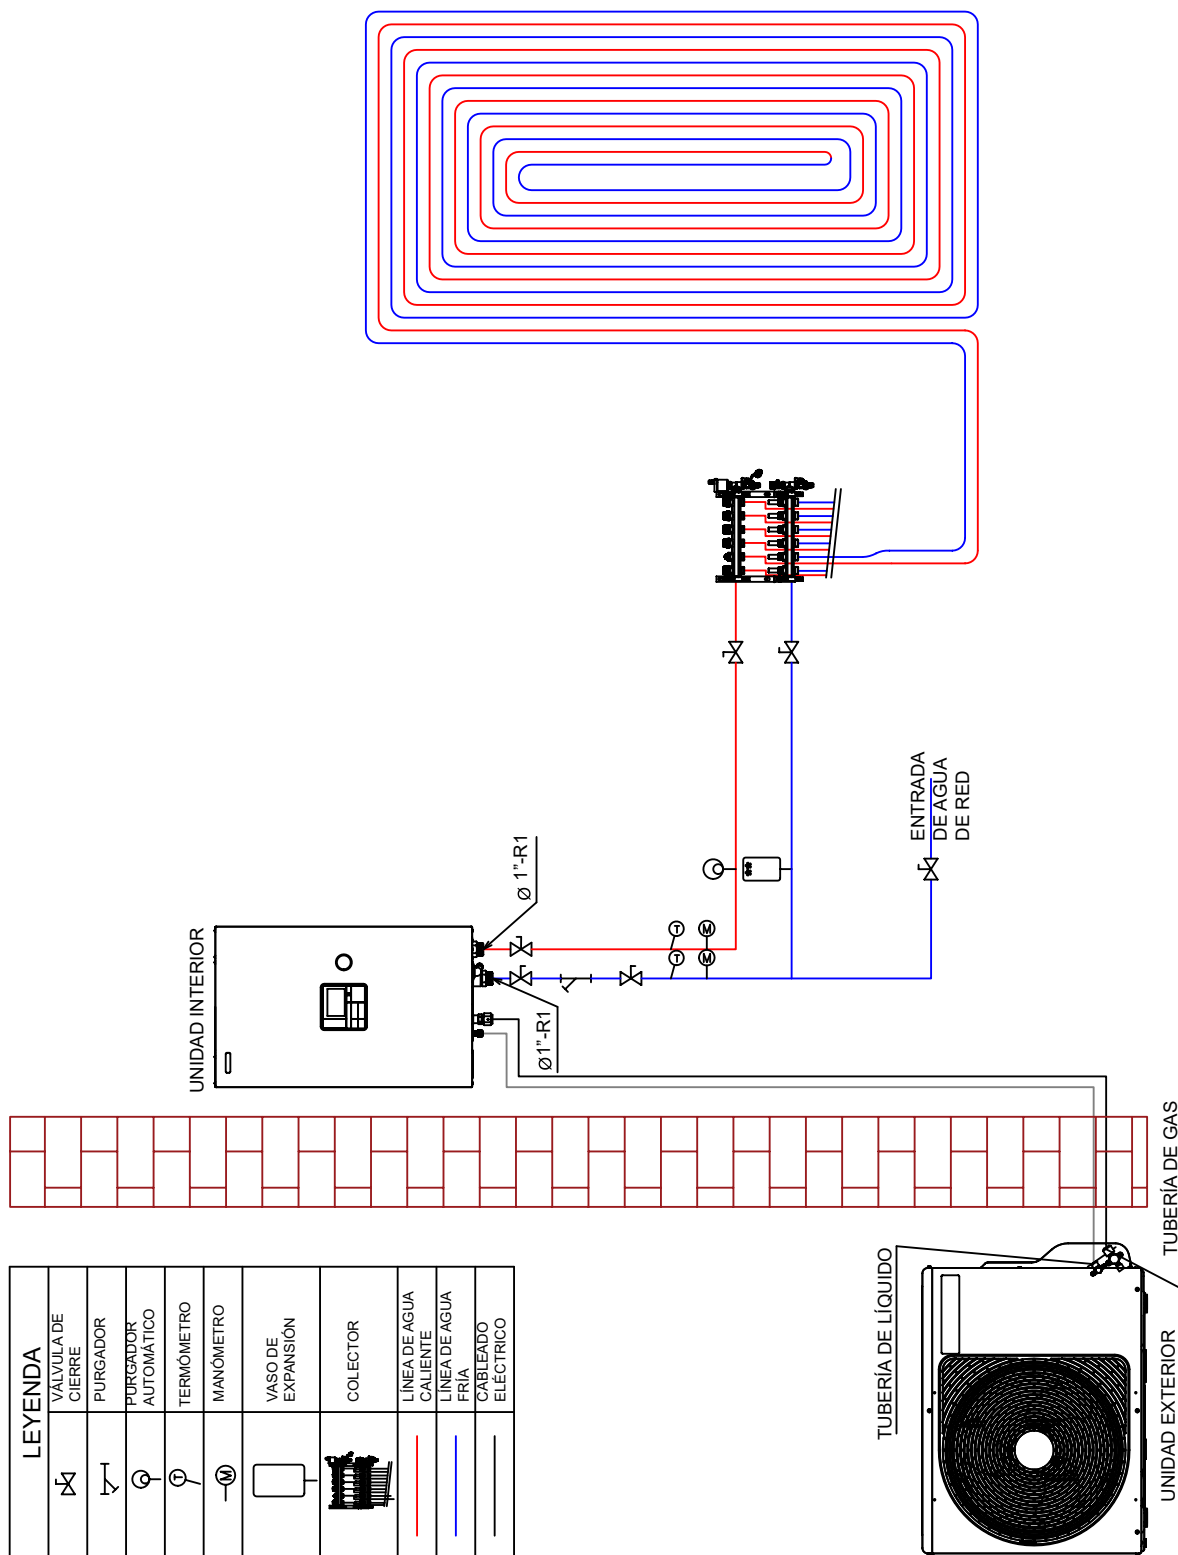 ENTRADA
DE AGUA
DE RED
Ø 1"-R1
Ø1"-R1
T
M
T
M
UNIDAD INTERIOR
TUBERÍA DE GAS
TUBERÍA DE LÍQUIDO
UNIDAD EXTERIOR
LEYENDA
VÁLVULA DE
CIERRE
PURGADOR
PURGADOR
AUTOMÁTICO
T
TERMÓMETRO
M
MANÓMETRO
VASO DE
EXPANSIÓN
COLECTOR
LÍNEA DE AGUA
CALIENTE
LÍNEA DE AGUA
FRÍA
CABLEADO
ELÉCTRICO